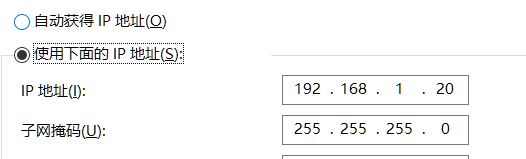 自动获得 IP 地址(O)
使用下面的 IP 地址(S):
IP 地址(I): 192 . 168 . 1 . 20
子网掩码(U): 255 . 255 . 255 . 0